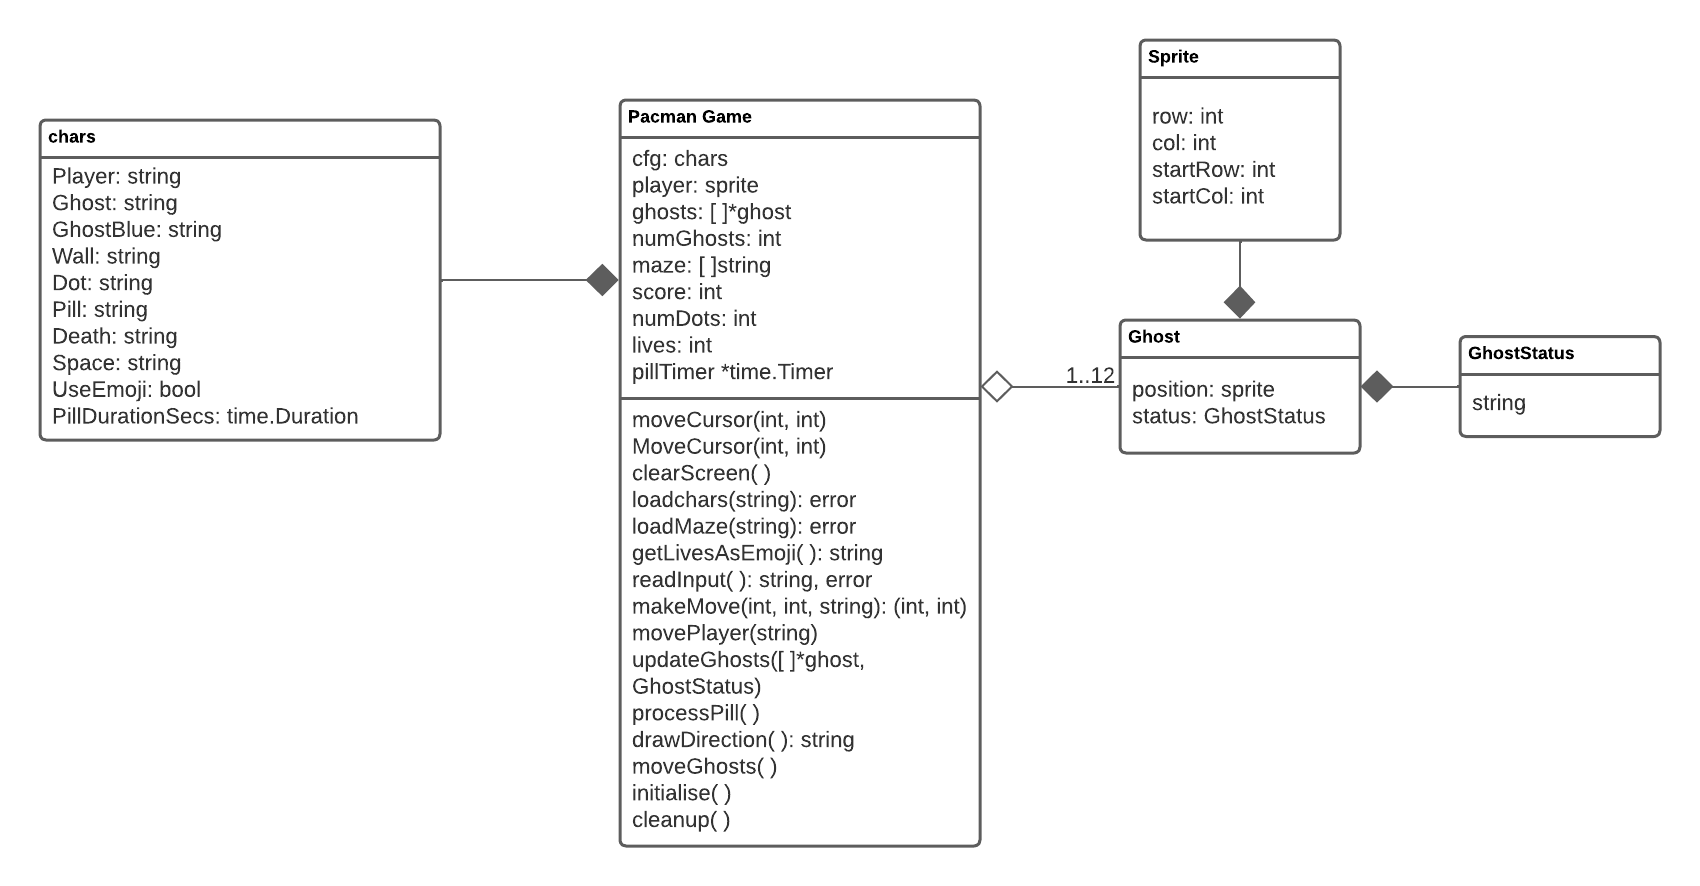 chars
Player: string
Ghost: string
GhostBlue: string
Wall: string
Dot: string
Pill: string
Death: string
Space: string
UseEmoji: bool
PillDurationSecs: time.Duration
Pacman Game
cfg: chars
player: sprite
ghosts: [ ]*ghost
numGhosts: int
maze: [ ]string
score: int
numDots: int
lives: int
pillTimer *time.Timer
moveCursor(int, int)
MoveCursor(int, int)
clearScreen( )
loadchars(string): error
loadMaze(string): error
getLivesAsEmoji( ): string
readInput( ): string, error
makeMove(int, int, string): (int, int)
movePlayer(string)
updateGhosts([ ]*ghost,
GhostStatus)
processPill( )
drawDirection( ): string
moveGhosts( )
initialise( )
cleanup( )
1..12
Sprite
row: int
col: int
startRow: int
startCol: int
Ghost
position: sprite
status: GhostStatus
GhostStatus
string